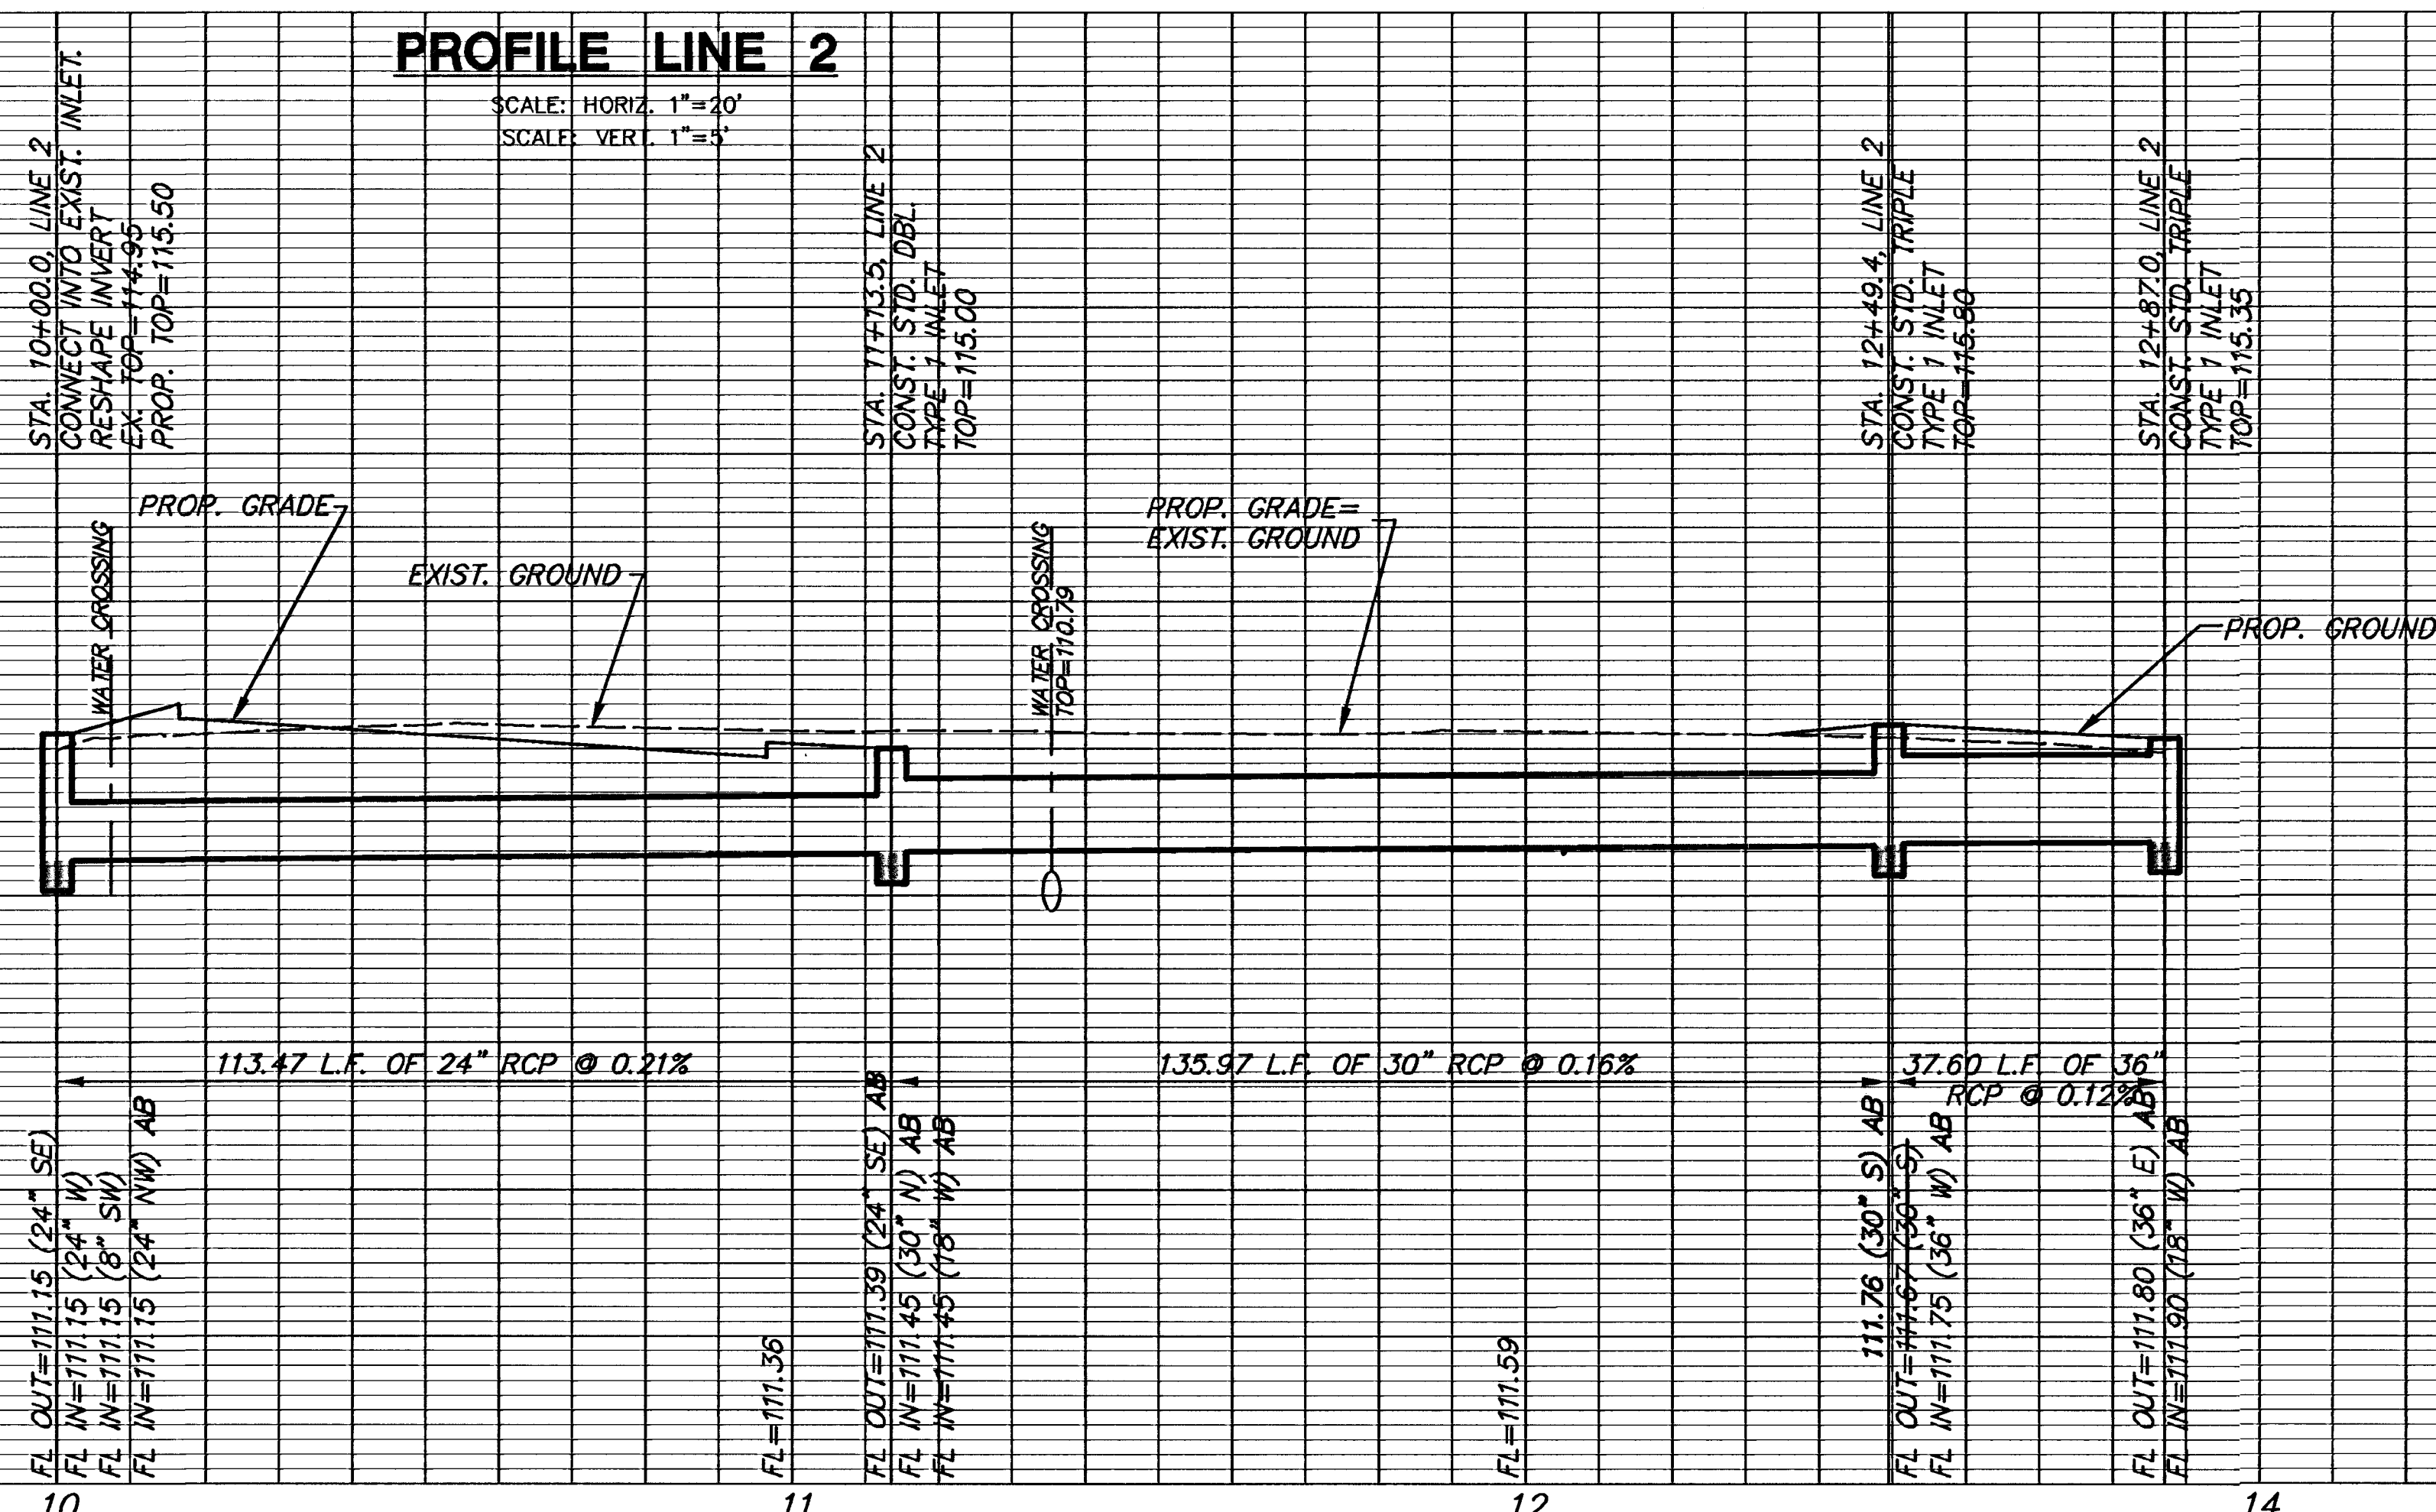 PROFILE LINE 2
SCALE: HORIZ. 1"=20'
SCALE: VERT. 1"=5'
STA. 10+00.0, LINE 2
CONNECT INTO EXIST. INLET.
RESHAPE INVERT
EX. TOP=114.95
PROP. TOP=115.50
STA. 11+13.5, LINE 2
CONST. STD. DBL.
TYPE 1 INLET
TOP=115.00
STA. 12+49.4, LINE 2
CONST. STD. TRIPLE
TYPE 1 INLET
TOP=115.80
STA. 12+87.0, LINE 2
CONST. STD. TRIPLE
TYPE 1 INLET
TOP=115.35
PROP. GRADE
WATER CROSSING
EXIST. GROUND
WATER CROSSING
TOP=110.79
PROP. GRADE=
EXIST. GROUND
PROP. GROUND
113.47 L.F. OF 24" RCP @ 0.21%
135.97 L.F. OF 30" RCP @ 0.16%
37.60 L.F. OF 36"
RCP @ 0.12%
FL OUT=111.15 (24" SE)
FL IN=111.15 (24" W)
FL IN=111.15 (8" SW)
FL IN=111.15 (24" NW) AB
FL=111.36
FL OUT=111.39 (24" SE) AB
FL IN=111.45 (30" N) AB
FL IN=111.45 (18" W) AB
FL=111.59
111.76 (30" S) AB
FL OUT=111.67 (30" S)
FL IN=111.75 (36" W) AB
FL OUT=111.80 (36" E) AB
FL IN=111.90 (18" W) AB
10
11
12
14